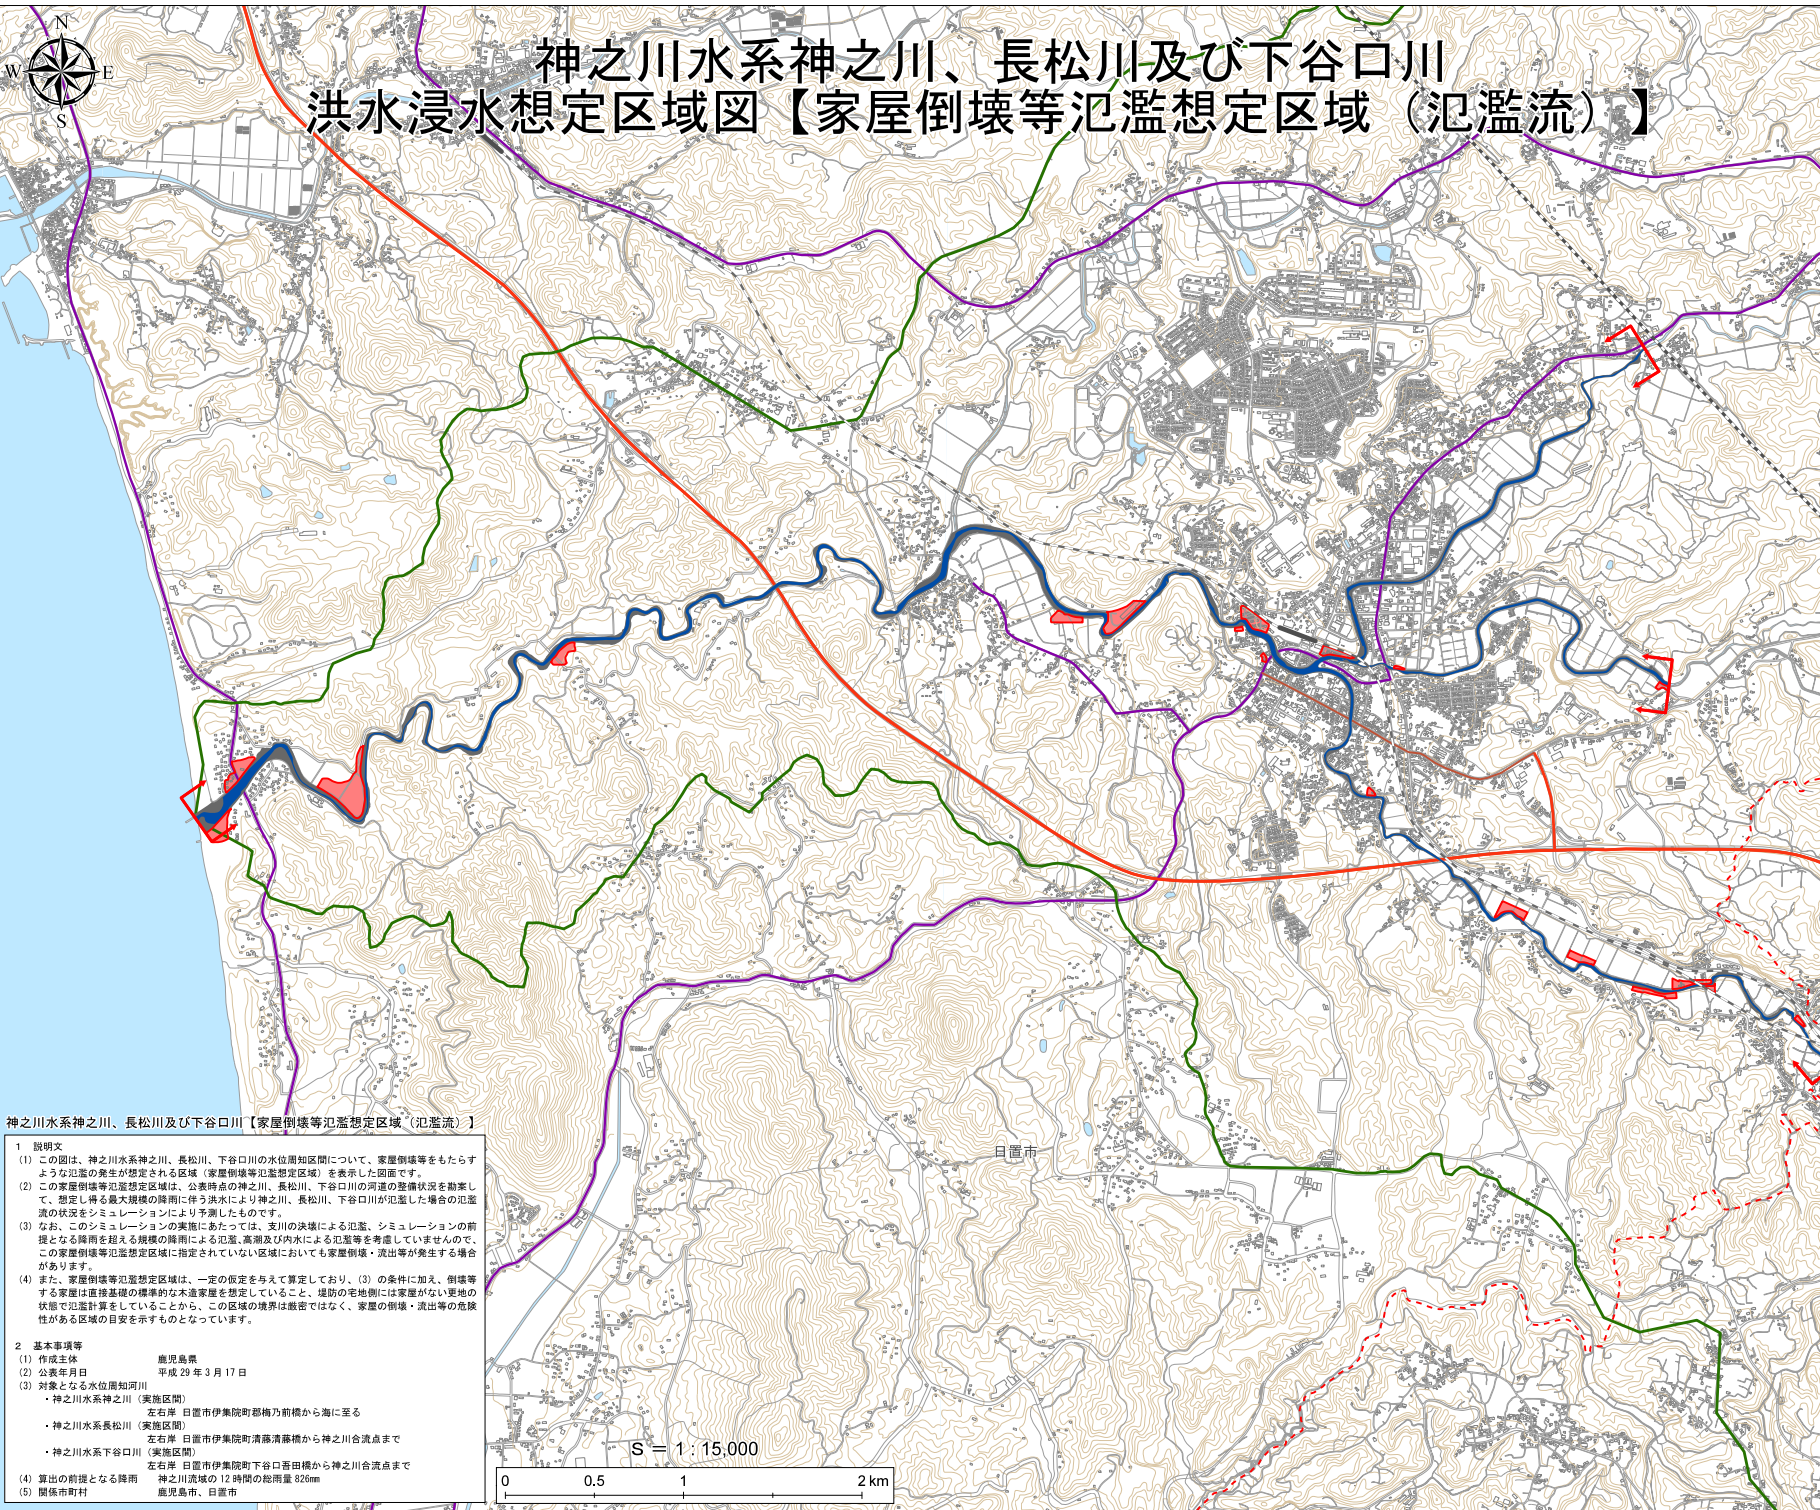 神之川水系神之川、長松川及び下谷口川
洪水浸水想定区域図【家屋倒壊等氾濫想定区域（氾濫流）】
N
W
E
S
日置市
神之川水系神之川、長松川及び下谷口川【家屋倒壊等氾濫想定区域（氾濫流）】
1 説明文
(1) この図は、神之川水系神之川、長松川、下谷口川の水位周知区間について、家屋倒壊等をもたらす
ような氾濫の発生が想定される区域（家屋倒壊等氾濫想定区域）を表示した図面です。
(2) この家屋倒壊等氾濫想定区域は、公表時点の神之川、長松川、下谷口川の河道の整備状況を勘案し
て、想定し得る最大規模の降雨に伴う洪水により神之川、長松川、下谷口川が氾濫した場合の氾濫
流の状況をシミュレーションにより予測したものです。
(3) なお、このシミュレーションの実施にあたっては、支川の決壊による氾濫、シミュレーションの前
提となる降雨を超える規模の降雨による氾濫、高潮及び内水による氾濫等を考慮していませんので、
この家屋倒壊等氾濫想定区域に指定されていない区域においても家屋倒壊・流出等が発生する場合
があります。
(4) また、家屋倒壊等氾濫想定区域は、一定の仮定を与えて算定しており、(3) の条件に加え、倒壊等
する家屋は直接基礎の標準的な木造家屋を想定していること、堤防の宅地側には家屋がない更地の
状態で氾濫計算をしていることから、この区域の境界は厳密ではなく、家屋の倒壊・流出等の危険
性がある区域の目安を示すものとなっています。
2 基本事項等
(1) 作成主体 鹿児島県
(2) 公表年月日 平成 29 年 3 月 17 日
(3) 対象となる水位周知河川
・神之川水系神之川（実施区間）
左右岸 日置市伊集院町郡梅乃前橋から海に至る
・神之川水系長松川（実施区間）
左右岸 日置市伊集院町清藤清藤橋から神之川合流点まで
・神之川水系下谷口川（実施区間）
左右岸 日置市伊集院町下谷口吾田橋から神之川合流点まで
(4) 算出の前提となる降雨 神之川流域の 12 時間の総雨量 826mm
(5) 関係市町村 鹿児島市、日置市
S = 1 : 15,000
0 0.5 1 2 km